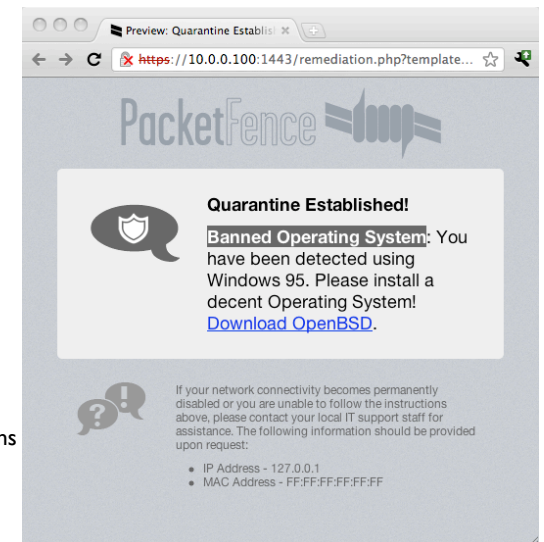 Preview: Quarantine Establis
https://10.0.0.100:1443/remediation.php?template...
PacketFence
Quarantine Established!
Banned Operating System: You
have been detected using
Windows 95. Please install a
decent Operating System!
Download OpenBSD.
If your network connectivity becomes permanently
disabled or you are unable to follow the instructions
above, please contact your local IT support staff for
assistance. The following information should be provided
upon request:
ns
• IP Address - 127.0.0.1
• MAC Address - FF:FF:FF:FF:FF:FF